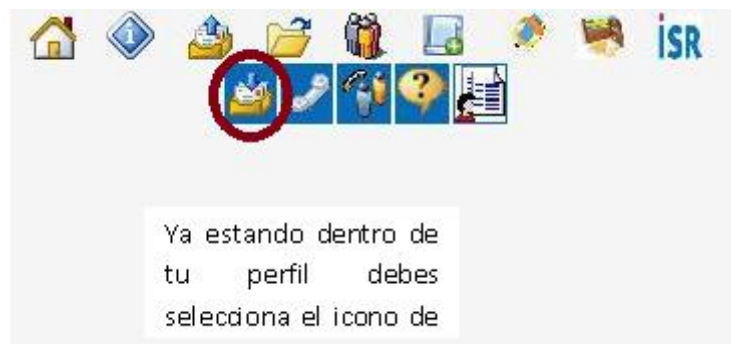 iSR
Ya estando dentro de
tu perfil debes
selecciona el icono de